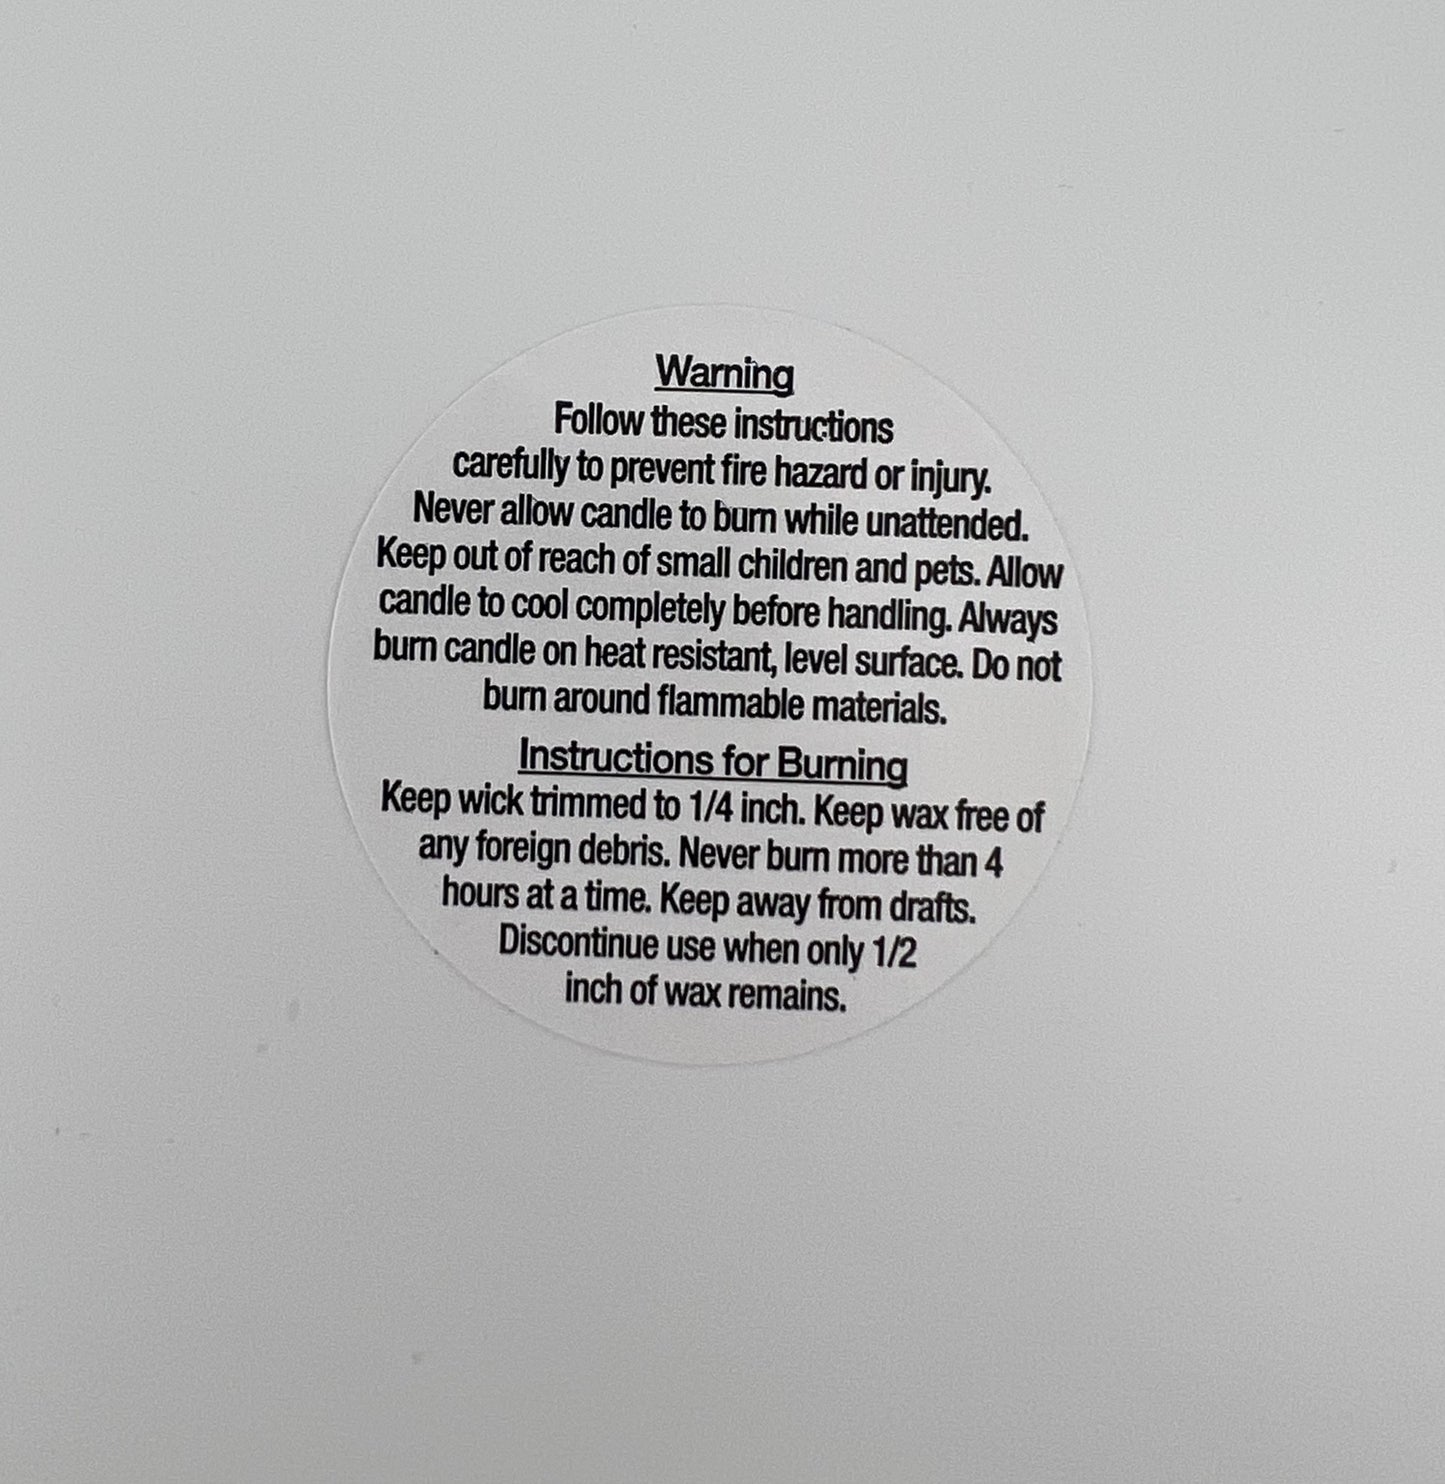 Warning
Follow these instructions
carefully to prevent fire hazard or injury.
Never allow candle to burn while unattended.
Keep out of reach of small children and pets. Allow
candle to cool completely before handling. Always
burn candle on heat resistant, level surface. Do not
burn around flammable materials.
Instructions for Burning
Keep wick trimmed to 1/4 inch. Keep wax free of
any foreign debris. Never burn more than 4
hours at a time. Keep away from drafts.
Discontinue use when only 1/2
inch of wax remains.